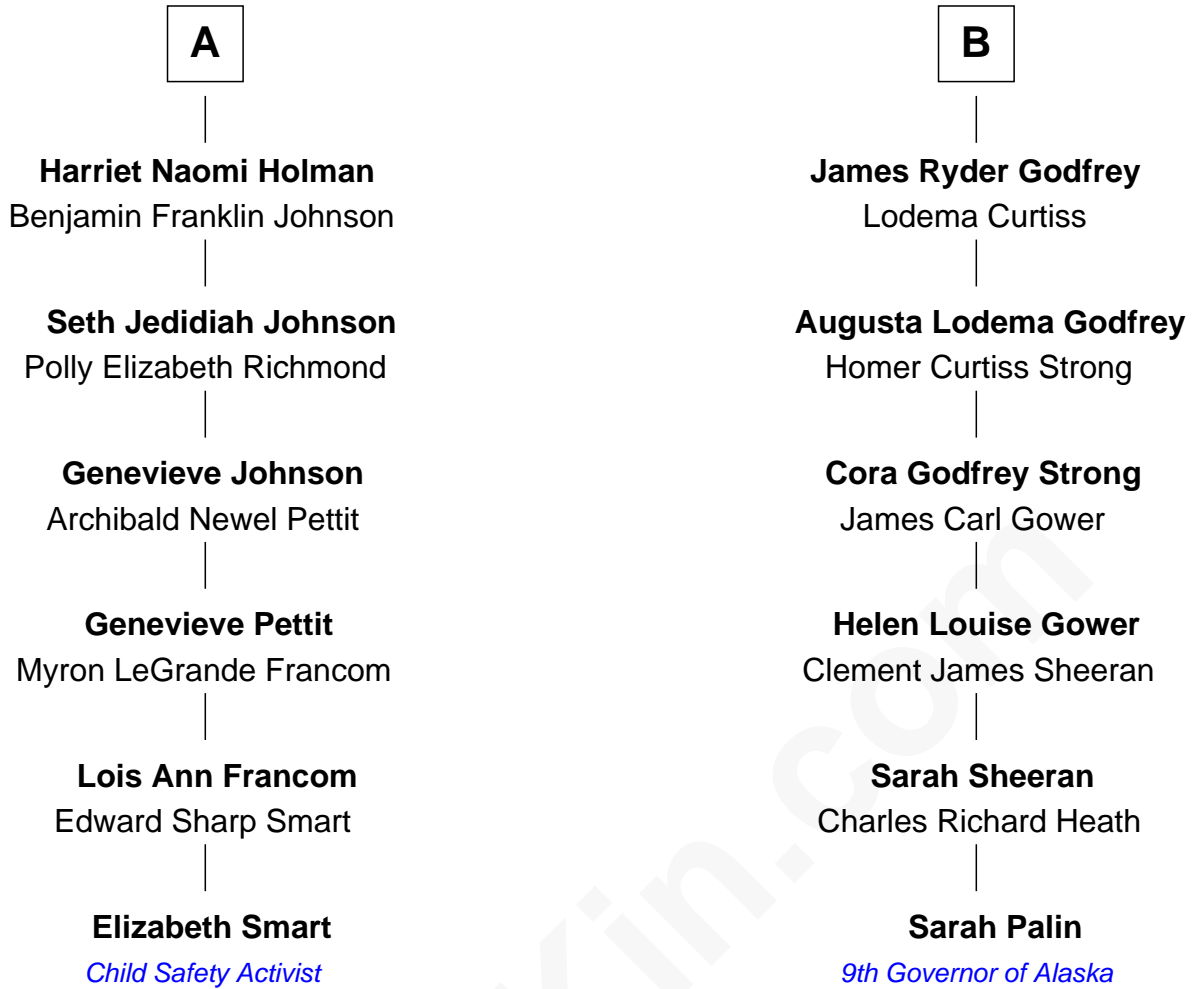 A
Harriet Naomi Holman
Benjamin Franklin Johnson
Seth Jedidiah Johnson
Polly Elizabeth Richmond
Genevieve Johnson
Archibald Newel Pettit
Genevieve Pettit
Myron LeGrande Francom
Lois Ann Francom
Edward Sharp Smart
Elizabeth Smart
Child Safety Activist
B
James Ryder Godfrey
Lodema Curtiss
Augusta Lodema Godfrey
Homer Curtiss Strong
Cora Godfrey Strong
James Carl Gower
Helen Louise Gower
Clement James Sheeran
Sarah Sheeran
Charles Richard Heath
Sarah Palin
9th Governor of Alaska